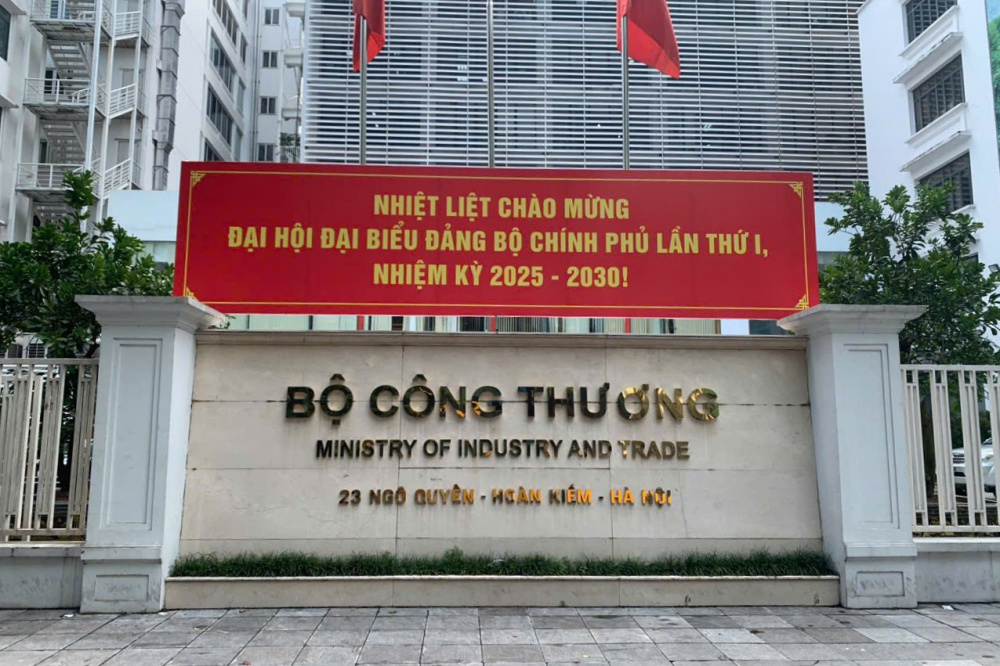 NHIỆT LIỆT CHÀO MỪNG
ĐẠI HỘI ĐẠI BIỂU ĐẢNG BỘ CHÍNH PHỦ LẦN THỨ I,
NHIỆM KỲ 2025 - 2030!
BỘ CÔNG THƯƠNG
MINISTRY OF INDUSTRY AND TRADE
23 NGÔ QUYỀN - HOÀN KIẾM - HÀ NỘI